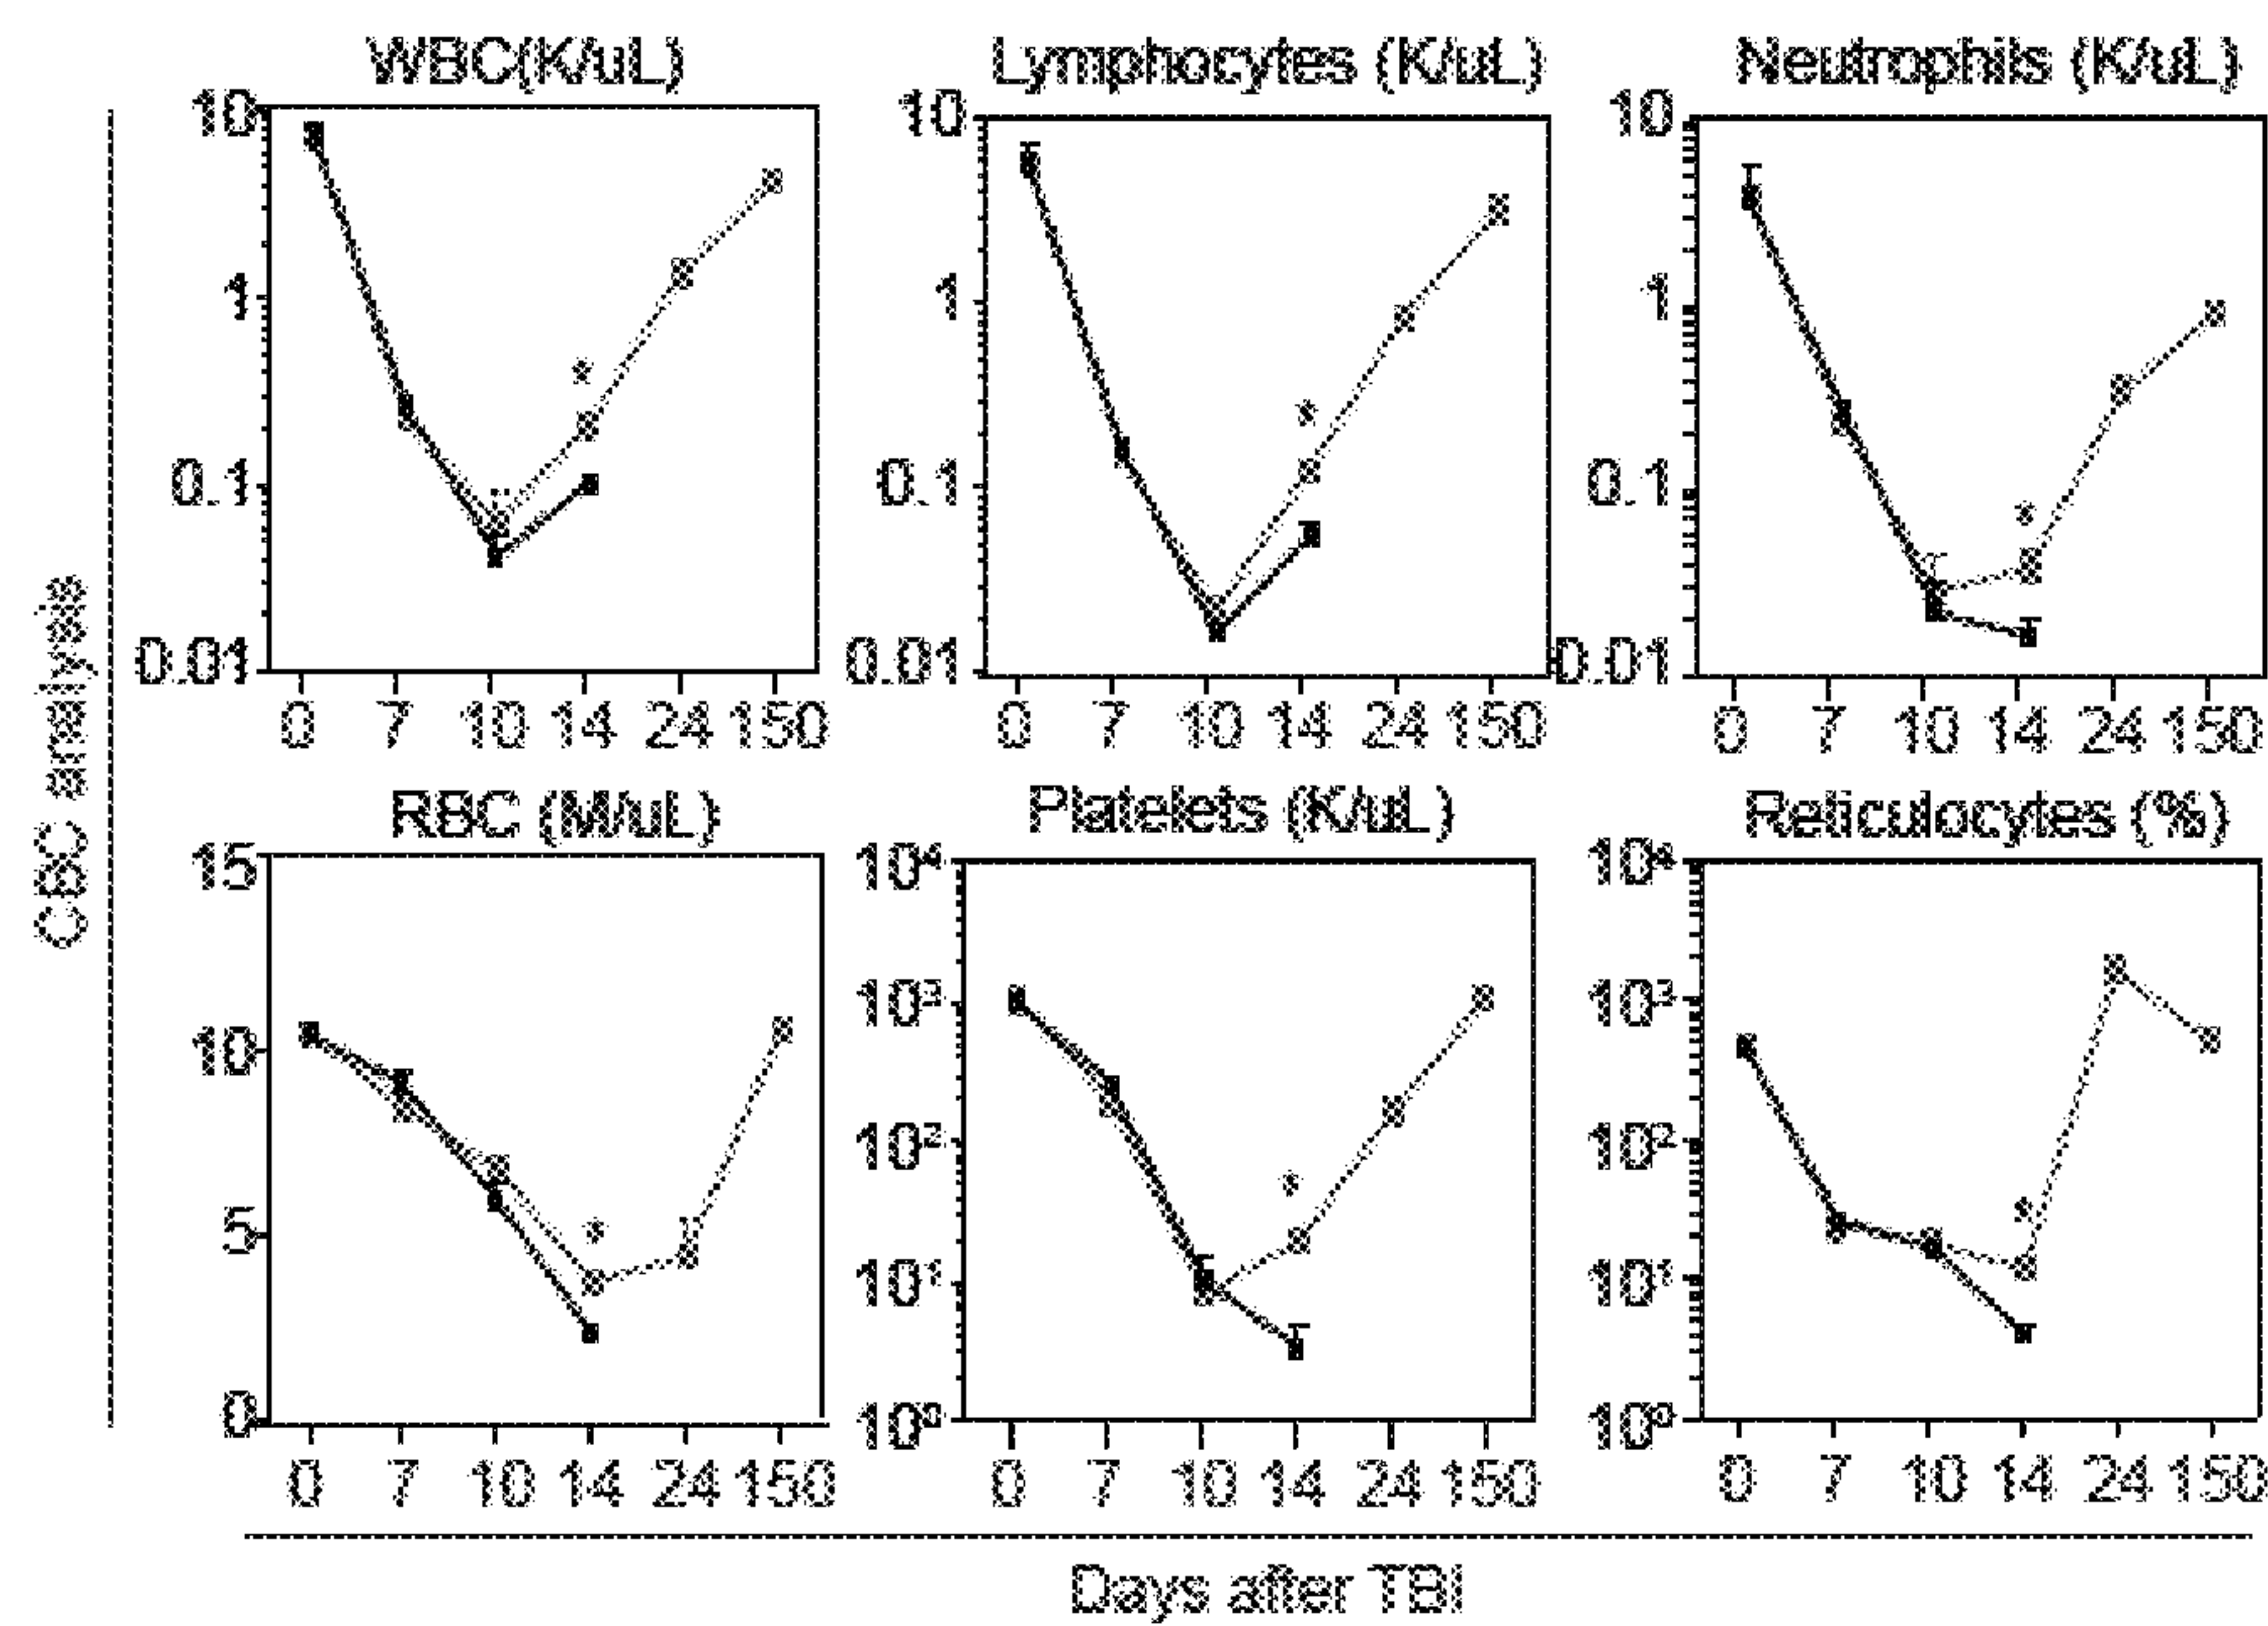 CBC analysis
WBC(K/uL)
10
1
0.1
0.01
0 7 10 14 24 150
*
Lymphocytes (K/uL)
10
1
0.1
0.01
0 7 10 14 24 150
*
Neutrophils (K/uL)
10
1
0.1
0.01
0 7 10 14 24 150
*
RBC (M/uL)
15
10
5
0
0 7 10 14 24 150
*
Platelets (K/uL)
10⁴
10³
10²
10¹
10⁰
0 7 10 14 24 150
*
Reticulocytes (%)
10⁴
10³
10²
10¹
10⁰
0 7 10 14 24 150
*
Days after TBI